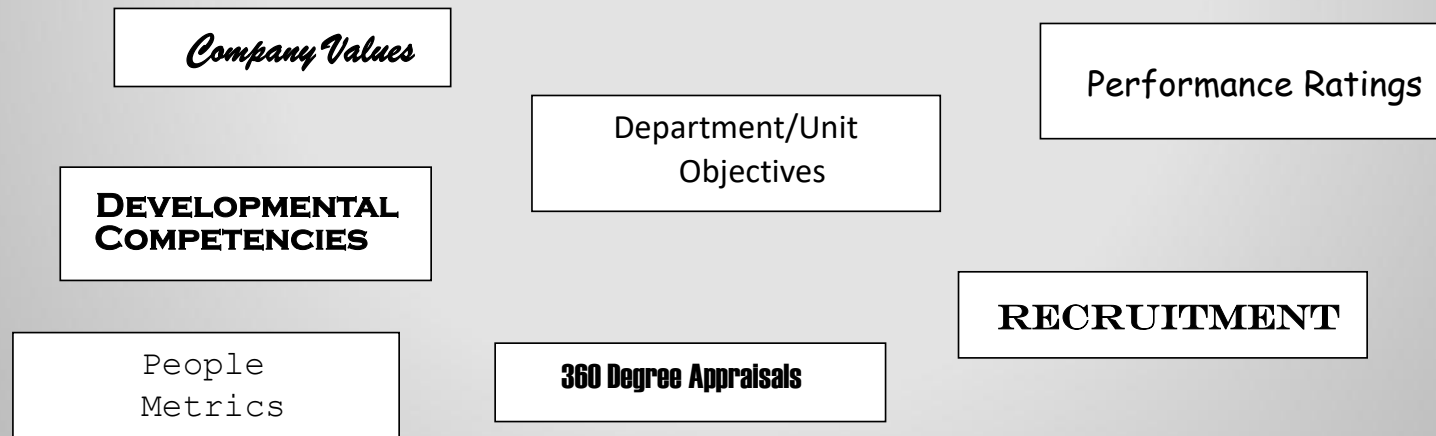 Company Values
Performance Ratings
Department/Unit
Objectives
DEVELOPMENTAL
COMPETENCIES
RECRUITMENT
People
Metrics
360 Degree Appraisals